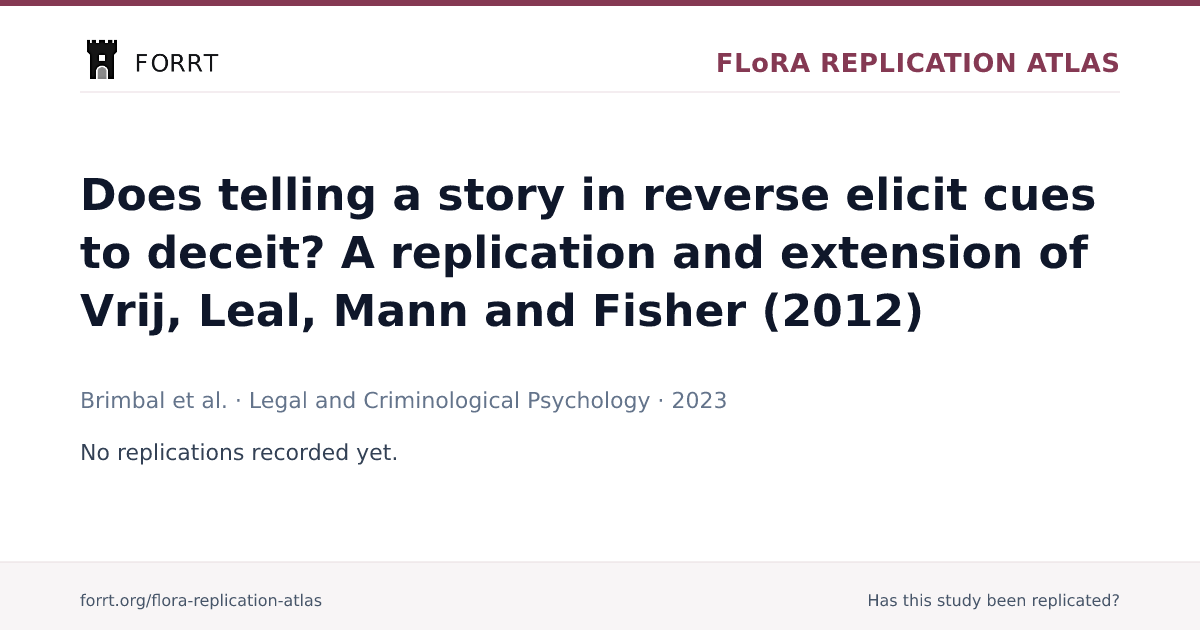 FORRT
FLoRA REPLICATION ATLAS
Does telling a story in reverse elicit cues
to deceit? A replication and extension of
Vrij, Leal, Mann and Fisher (2012)
Brimbal et al. · Legal and Criminological Psychology · 2023
No replications recorded yet.
forrt.org/flora-replication-atlas
Has this study been replicated?